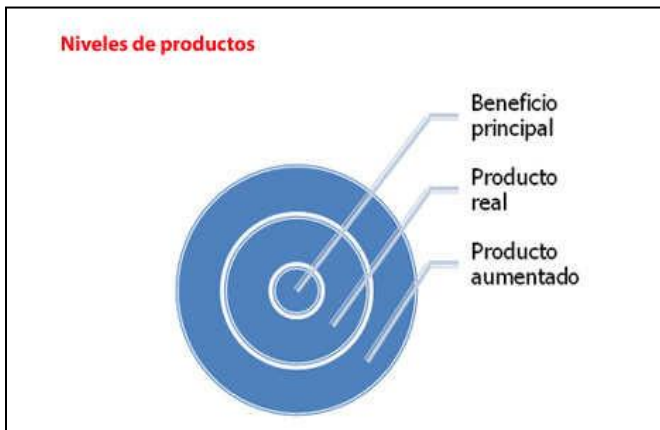 Niveles de productos
Beneficio
principal
Producto
real
Producto
aumentado